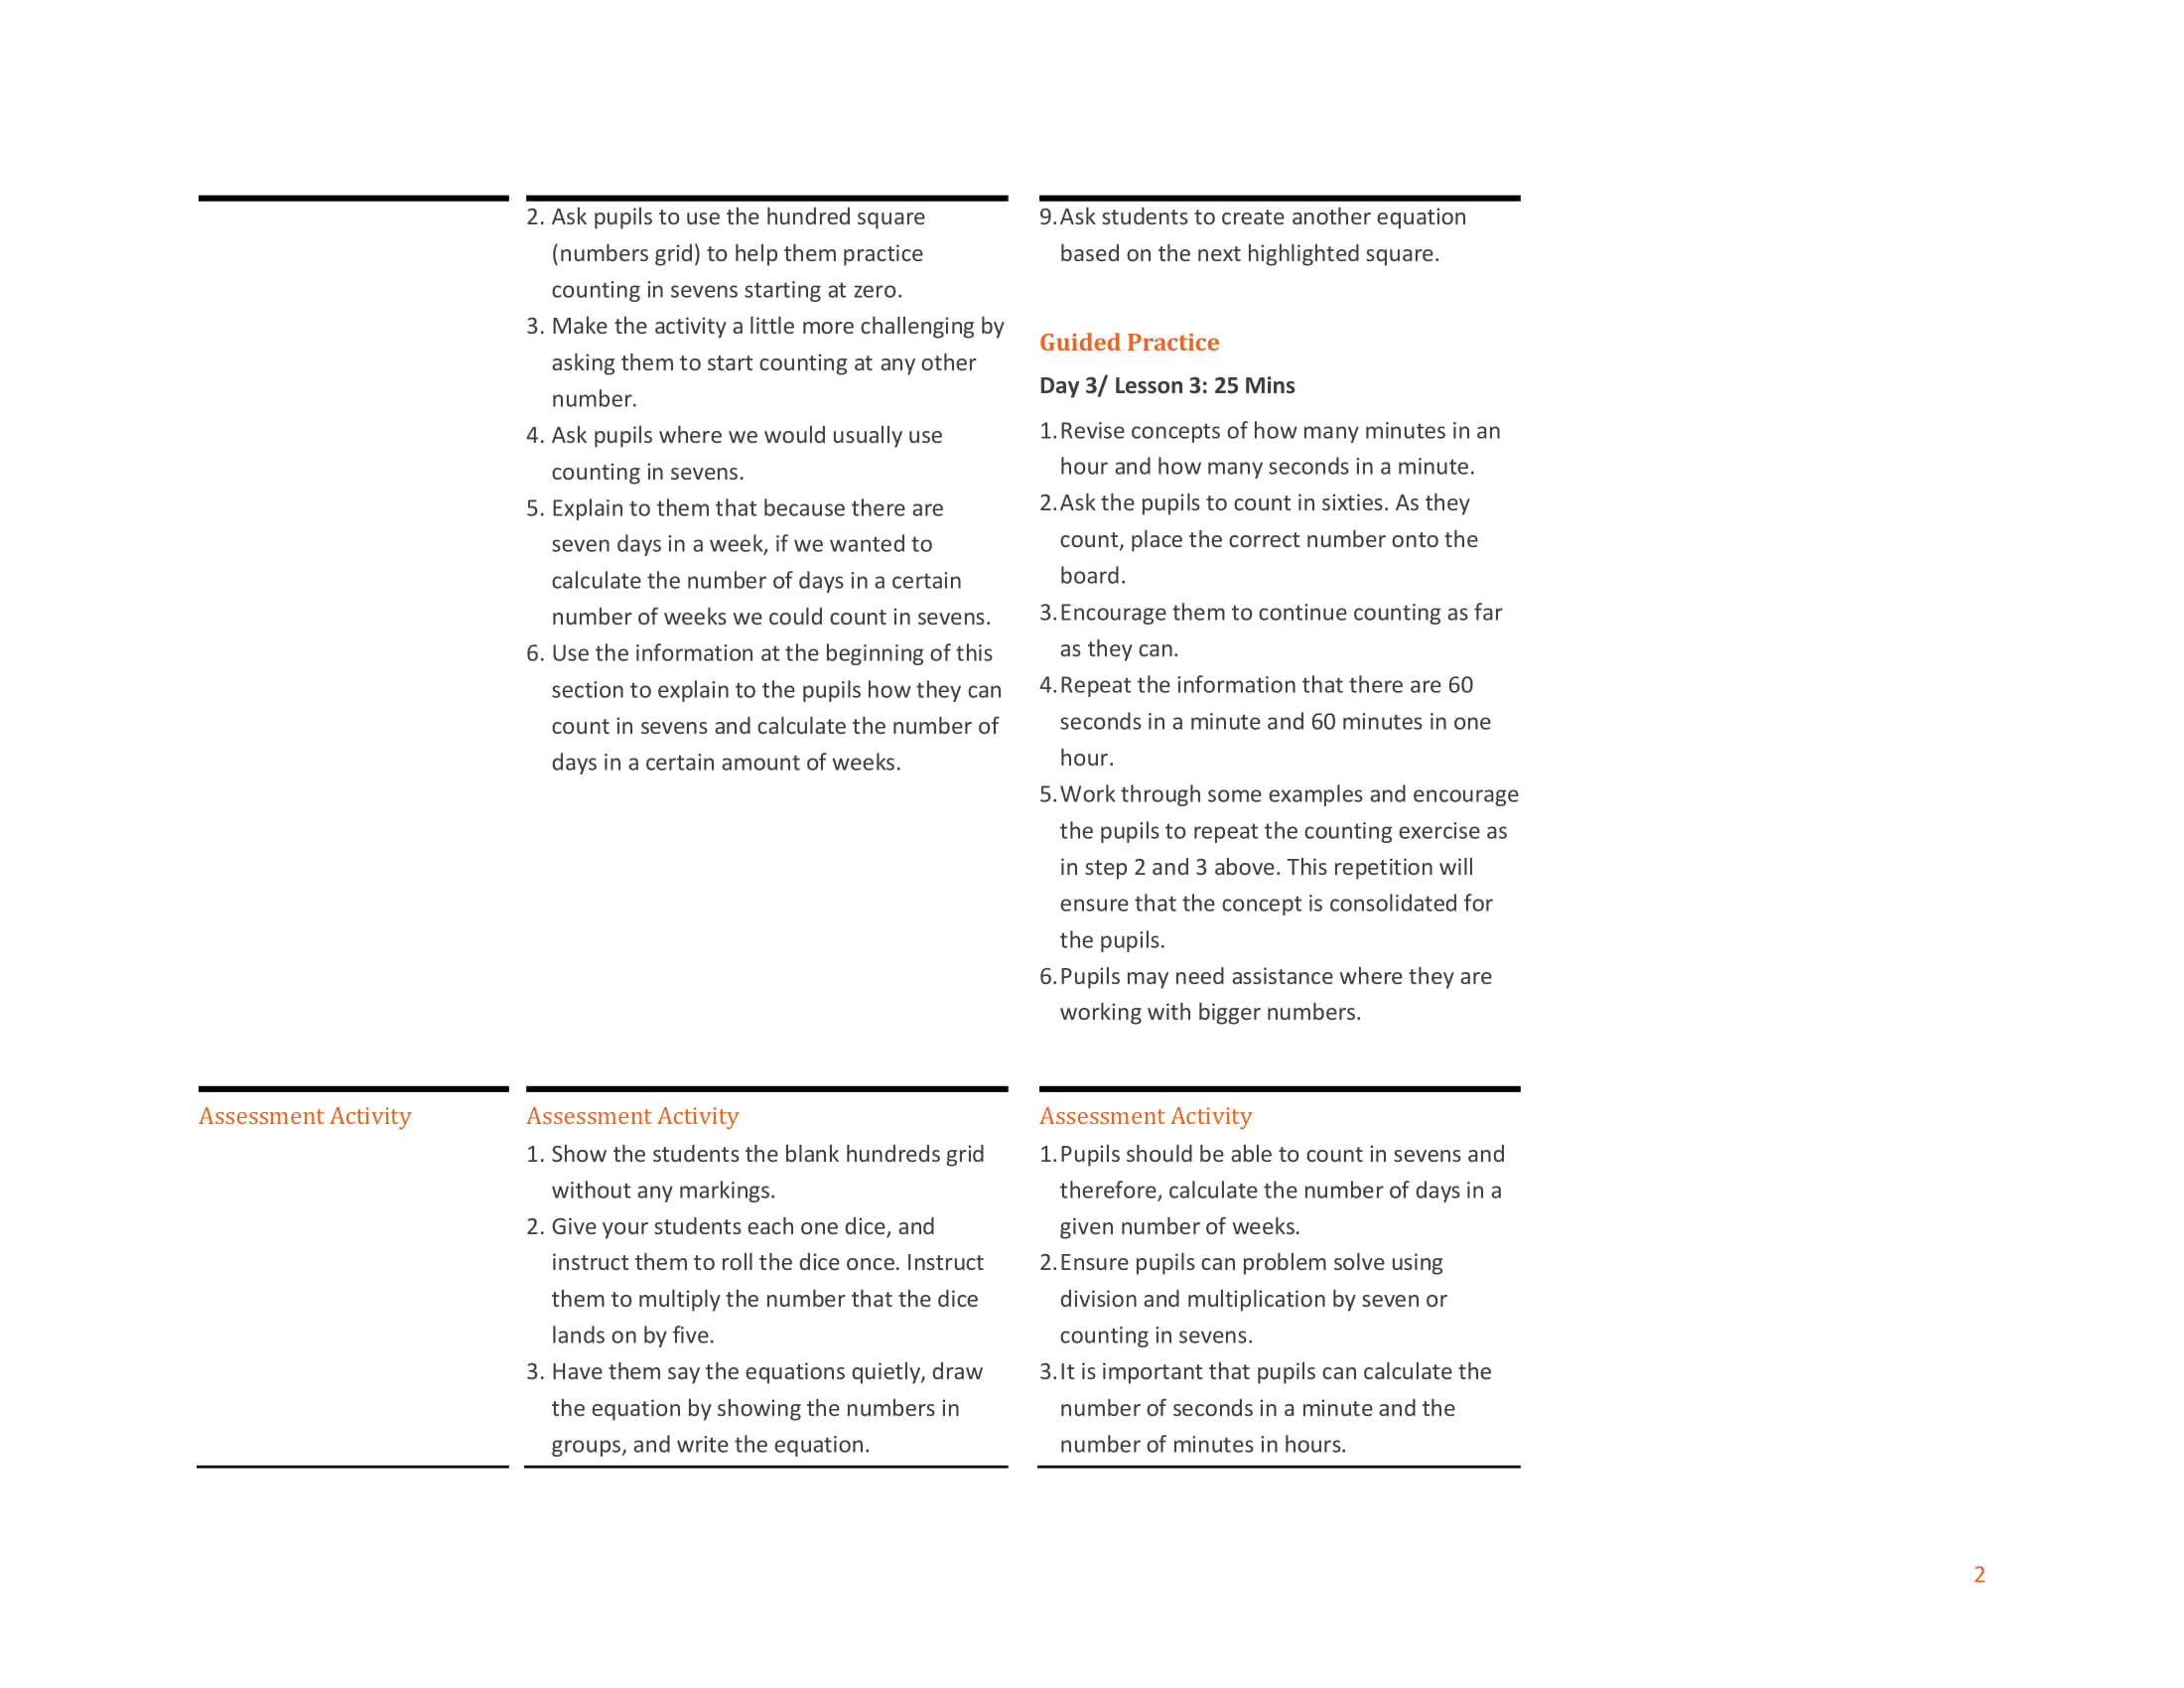 2. Ask pupils to use the hundred square
(numbers grid) to help them practice
counting in sevens starting at zero.
3. Make the activity a little more challenging by
asking them to start counting at any other
number.
4. Ask pupils where we would usually use
counting in sevens.
5. Explain to them that because there are
seven days in a week, if we wanted to
calculate the number of days in a certain
number of weeks we could count in sevens.
6. Use the information at the beginning of this
section to explain to the pupils how they can
count in sevens and calculate the number of
days in a certain amount of weeks.
9. Ask students to create another equation
based on the next highlighted square.
Guided Practice
Day 3/ Lesson 3: 25 Mins
1. Revise concepts of how many minutes in an
hour and how many seconds in a minute.
2. Ask the pupils to count in sixties. As they
count, place the correct number onto the
board.
3. Encourage them to continue counting as far
as they can.
4. Repeat the information that there are 60
seconds in a minute and 60 minutes in one
hour.
5. Work through some examples and encourage
the pupils to repeat the counting exercise as
in step 2 and 3 above. This repetition will
ensure that the concept is consolidated for
the pupils.
6. Pupils may need assistance where they are
working with bigger numbers.
Assessment Activity
Assessment Activity
1. Show the students the blank hundreds grid
without any markings.
2. Give your students each one dice, and
instruct them to roll the dice once. Instruct
them to multiply the number that the dice
lands on by five.
3. Have them say the equations quietly, draw
the equation by showing the numbers in
groups, and write the equation.
Assessment Activity
1. Pupils should be able to count in sevens and
therefore, calculate the number of days in a
given number of weeks.
2. Ensure pupils can problem solve using
division and multiplication by seven or
counting in sevens.
3. It is important that pupils can calculate the
number of seconds in a minute and the
number of minutes in hours.
2